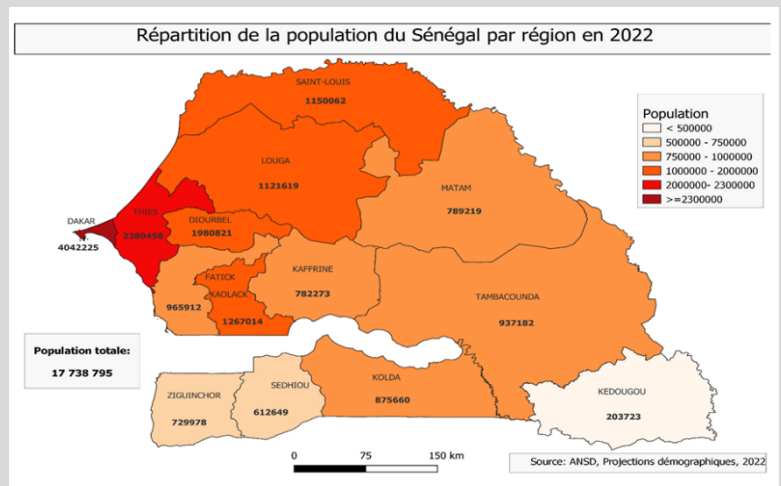 Répartition de la population du Sénégal par région en 2022
SAINT-LOUIS
1150062
Population
< 500000
500000 - 750000
750000 - 1000000
1000000 - 2000000
2000000- 2300000
>=2300000
LOUGA
1121619
MATAM
789219
DAKAR
4042225
THIES
2280458
DIOURBEL
1980821
FATICK
965912
KAOLACK
1267014
KAFFRINE
782273
TAMBACOUNDA
937182
Population totale:
17 738 795
ZIGUINCHOR
729978
SEDHIOU
612649
KOLDA
875660
KEDOUGOU
203723
0 75 150 km
Source: ANSD, Projections démographiques, 2022